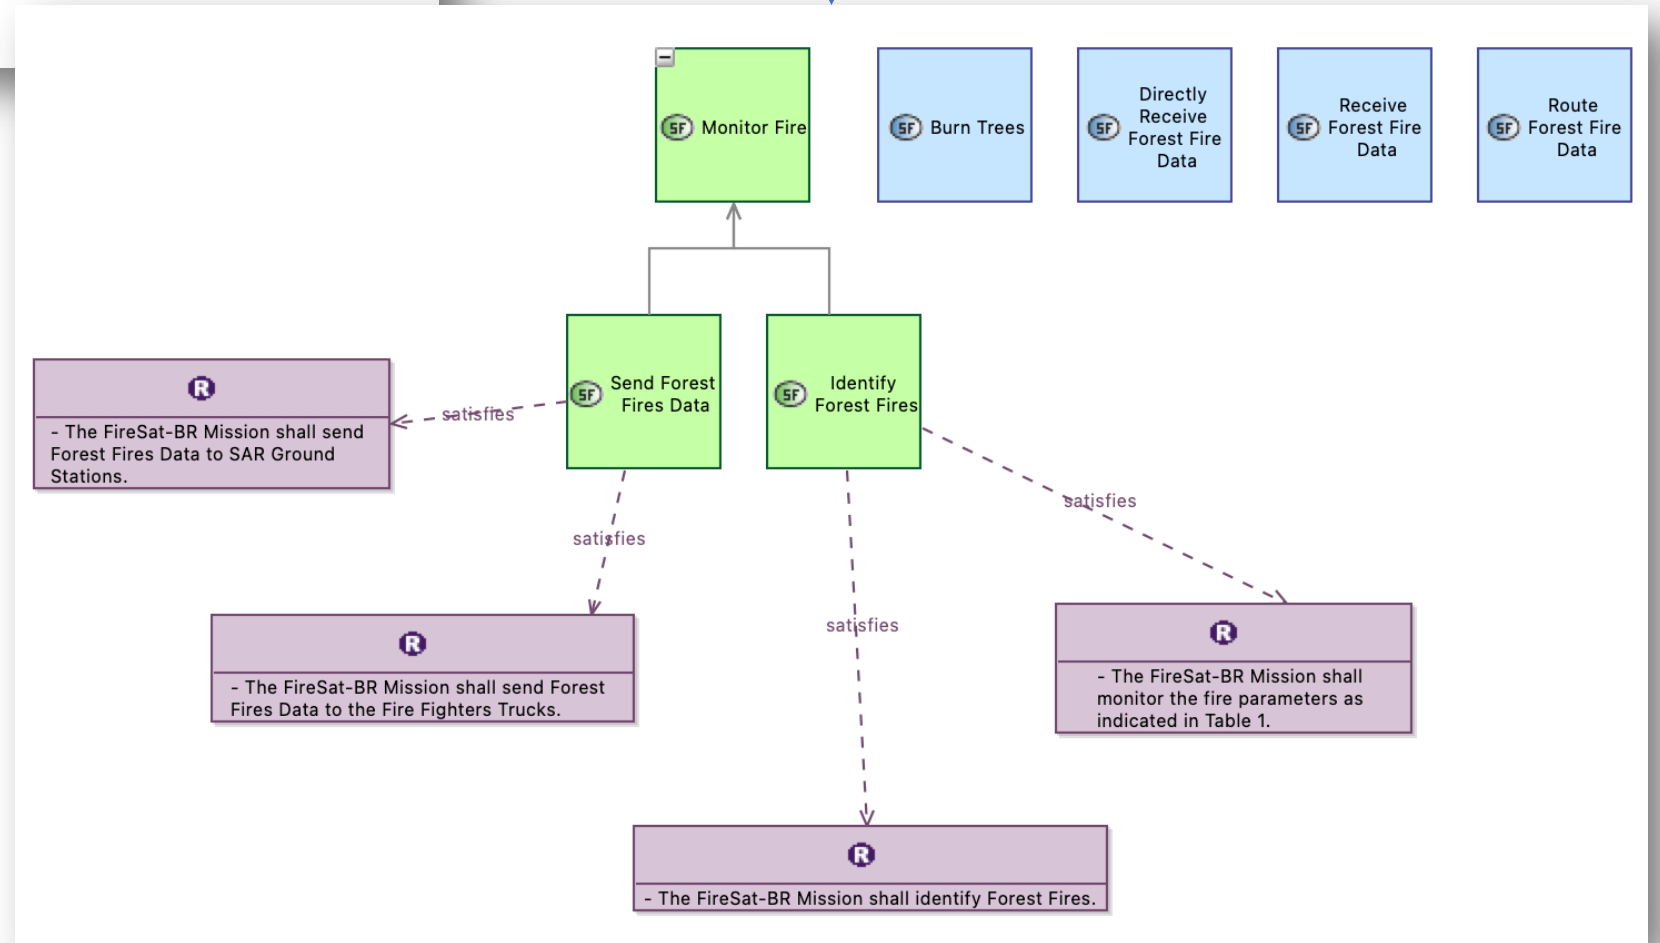 SF Monitor Fire
SF Burn Trees
SF Directly
Receive
Forest Fire
Data
SF Receive
Forest Fire
Data
SF Route
Forest Fire
Data
SF Send Forest
Fires Data
SF Identify
Forest Fires
R
- The FireSat-BR Mission shall send
Forest Fires Data to SAR Ground
Stations.
satisfies
satisfies
satisfies
satisfies
R
- The FireSat-BR Mission shall send Forest
Fires Data to the Fire Fighters Trucks.
R
- The FireSat-BR Mission shall
monitor the fire parameters as
indicated in Table 1.
R
- The FireSat-BR Mission shall identify Forest Fires.